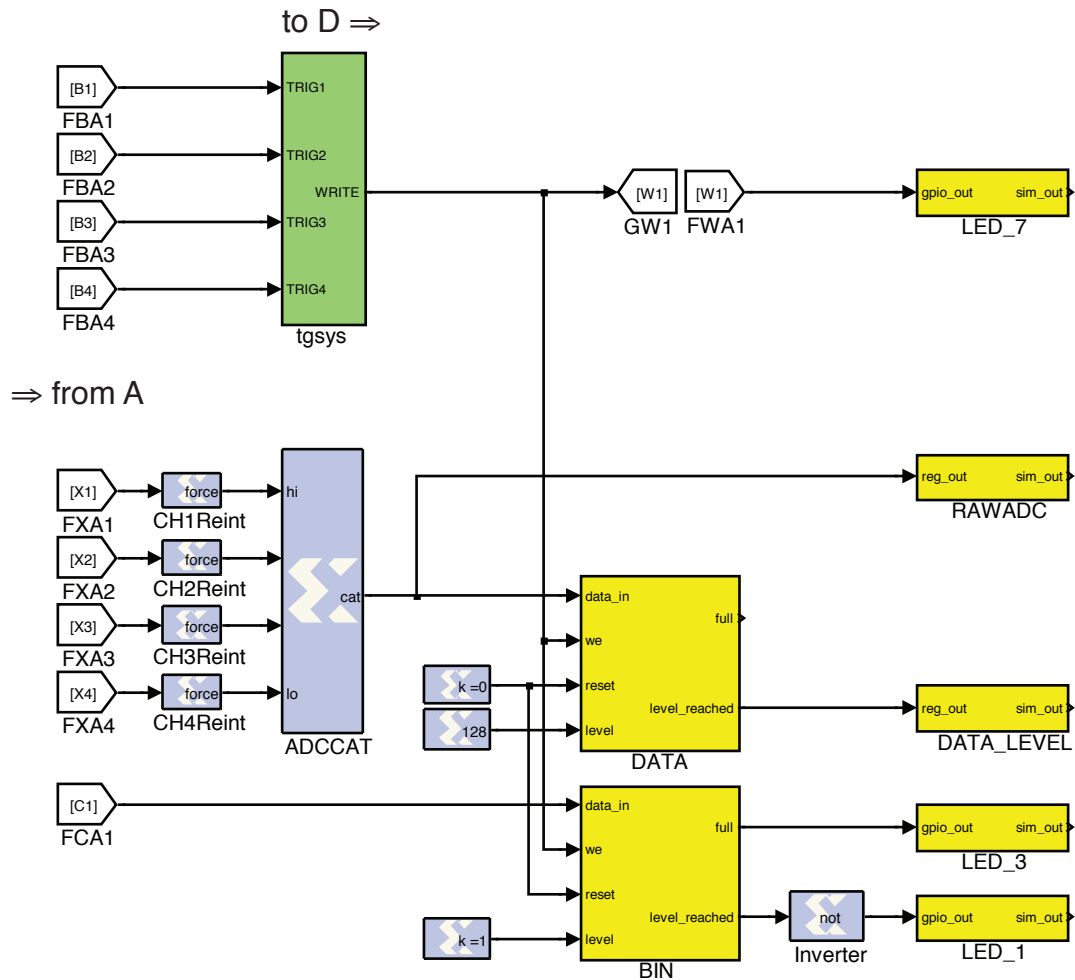 to D ⇒
[B1]
FBA1
[B2]
FBA2
[B3]
FBA3
[B4]
FBA4
TRIG1
TRIG2
WRITE
TRIG3
TRIG4
tgsys
[W1]
GW1
[W1]
FWA1
gpio_out sim_out
LED_7
⇒ from A
[X1]
FXA1
[X2]
FXA2
[X3]
FXA3
[X4]
FXA4
force
CH1Reint
force
CH2Reint
force
CH3Reint
force
CH4Reint
hi
cat
lo
ADCCAT
reg_out sim_out
RAWADC
k =0
128
data_in
full
we
reset
level_reached
level
DATA
reg_out sim_out
DATA_LEVEL
[C1]
FCA1
k =1
data_in
full
we
reset
level_reached
level
BIN
gpio_out sim_out
LED_3
not
Inverter
gpio_out sim_out
LED_1